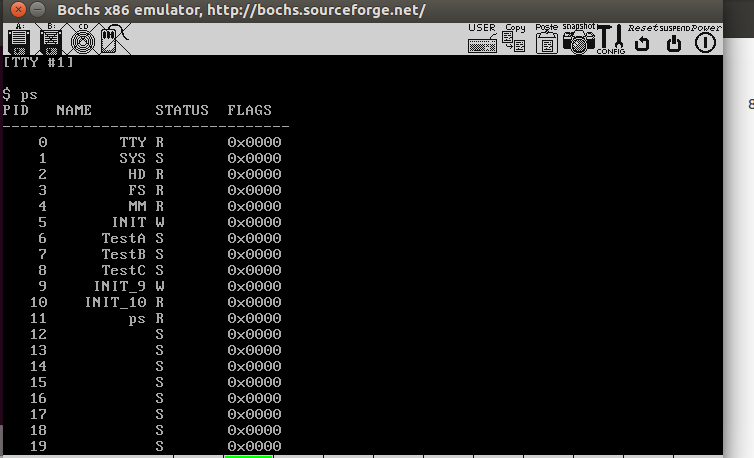 Bochs x86 emulator, http://bochs.sourceforge.net/
A: B: CD USER Copy Paste snapshot CONFIG Reset SUSPEND Power
[TTY #1]
$ ps
PID NAME STATUS FLAGS
--------------------------------
0 TTY R 0x0000
1 SYS S 0x0000
2 HD R 0x0000
3 FS R 0x0000
4 MM R 0x0000
5 INIT W 0x0000
6 TestA S 0x0000
7 TestB S 0x0000
8 TestC S 0x0000
9 INIT_9 W 0x0000
10 INIT_10 R 0x0000
11 ps R 0x0000
12 S 0x0000
13 S 0x0000
14 S 0x0000
15 S 0x0000
16 S 0x0000
17 S 0x0000
18 S 0x0000
19 S 0x0000